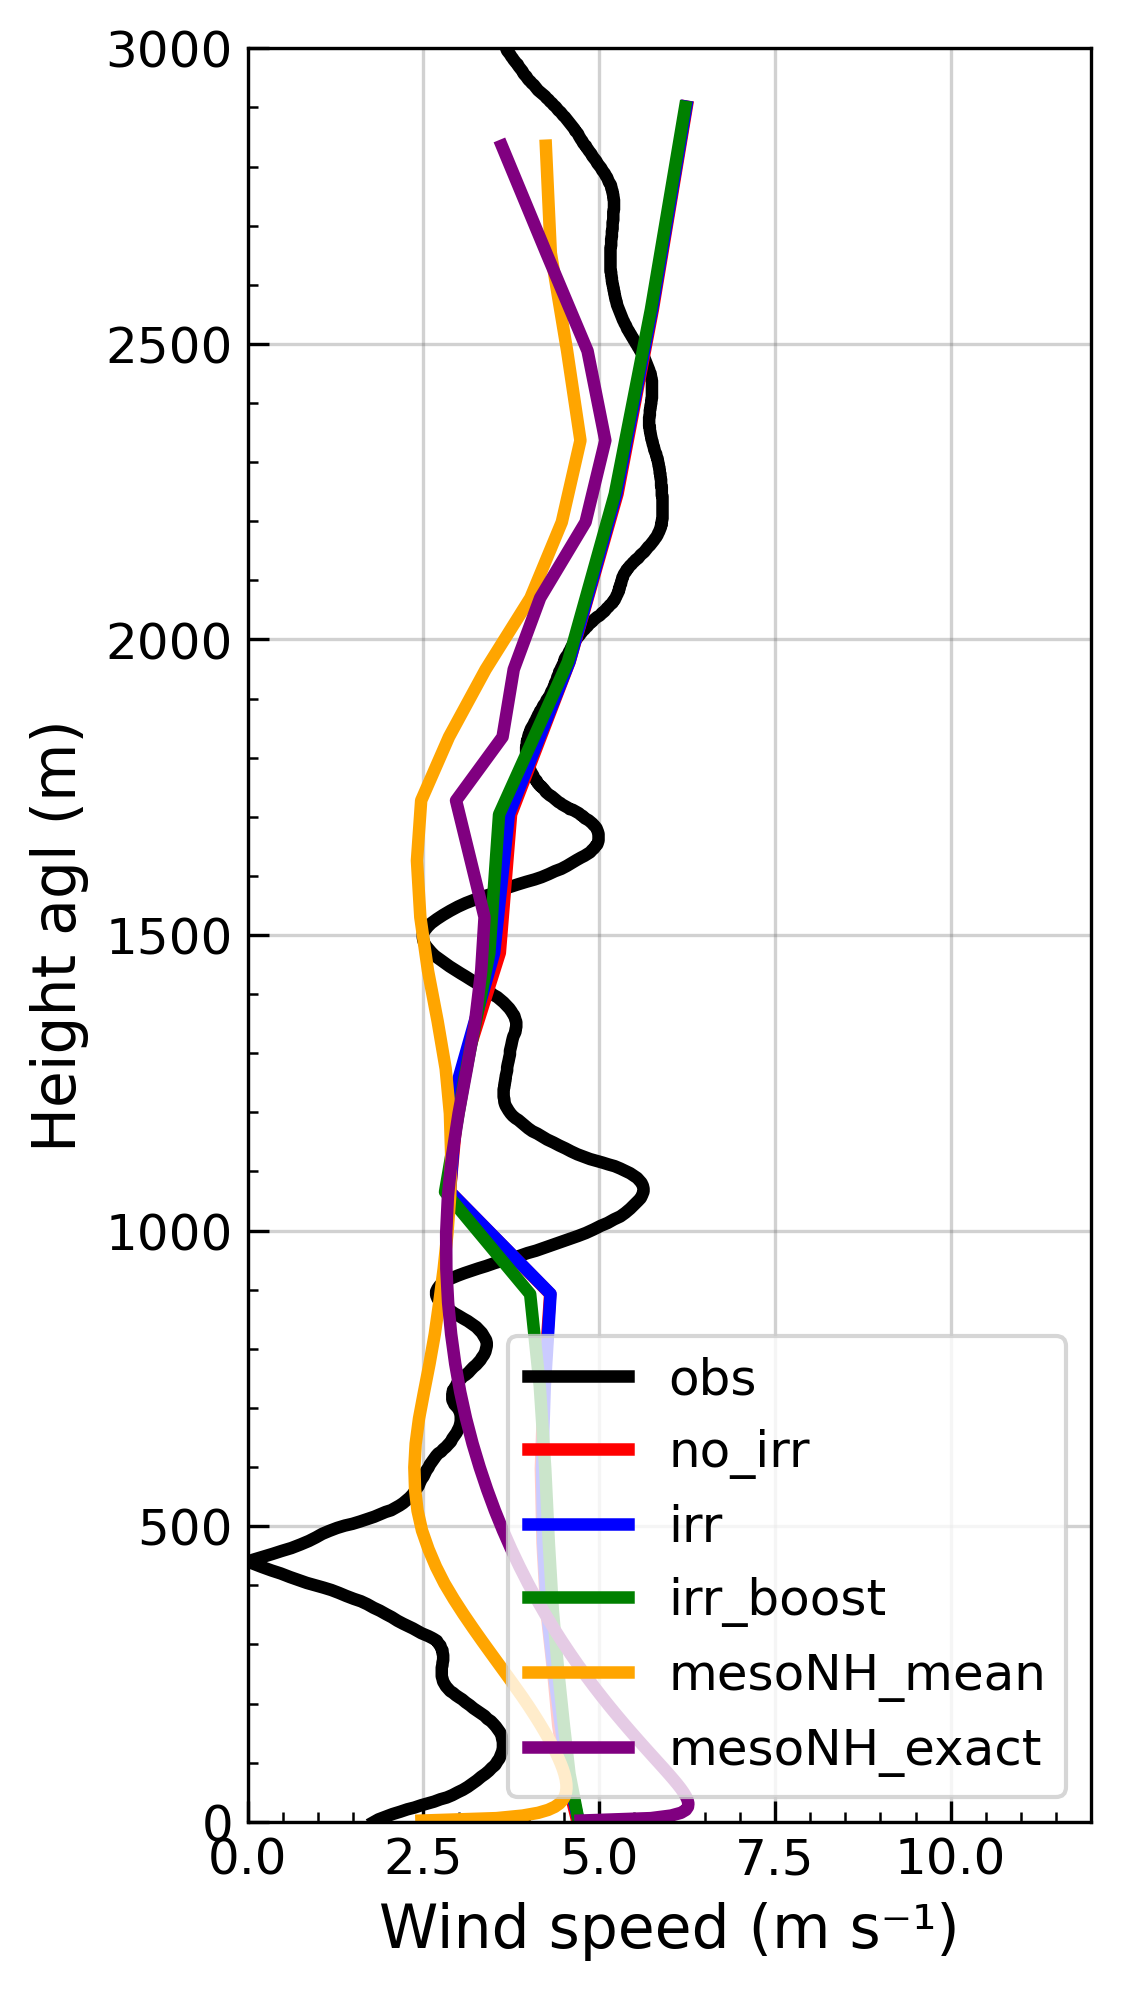 3000
2500
2000
1500
1000
500
0
Height agl (m)
0.0 2.5 5.0 7.5 10.0
Wind speed (m s⁻¹)
obs
no_irr
irr
irr_boost
mesoNH_mean
mesoNH_exact